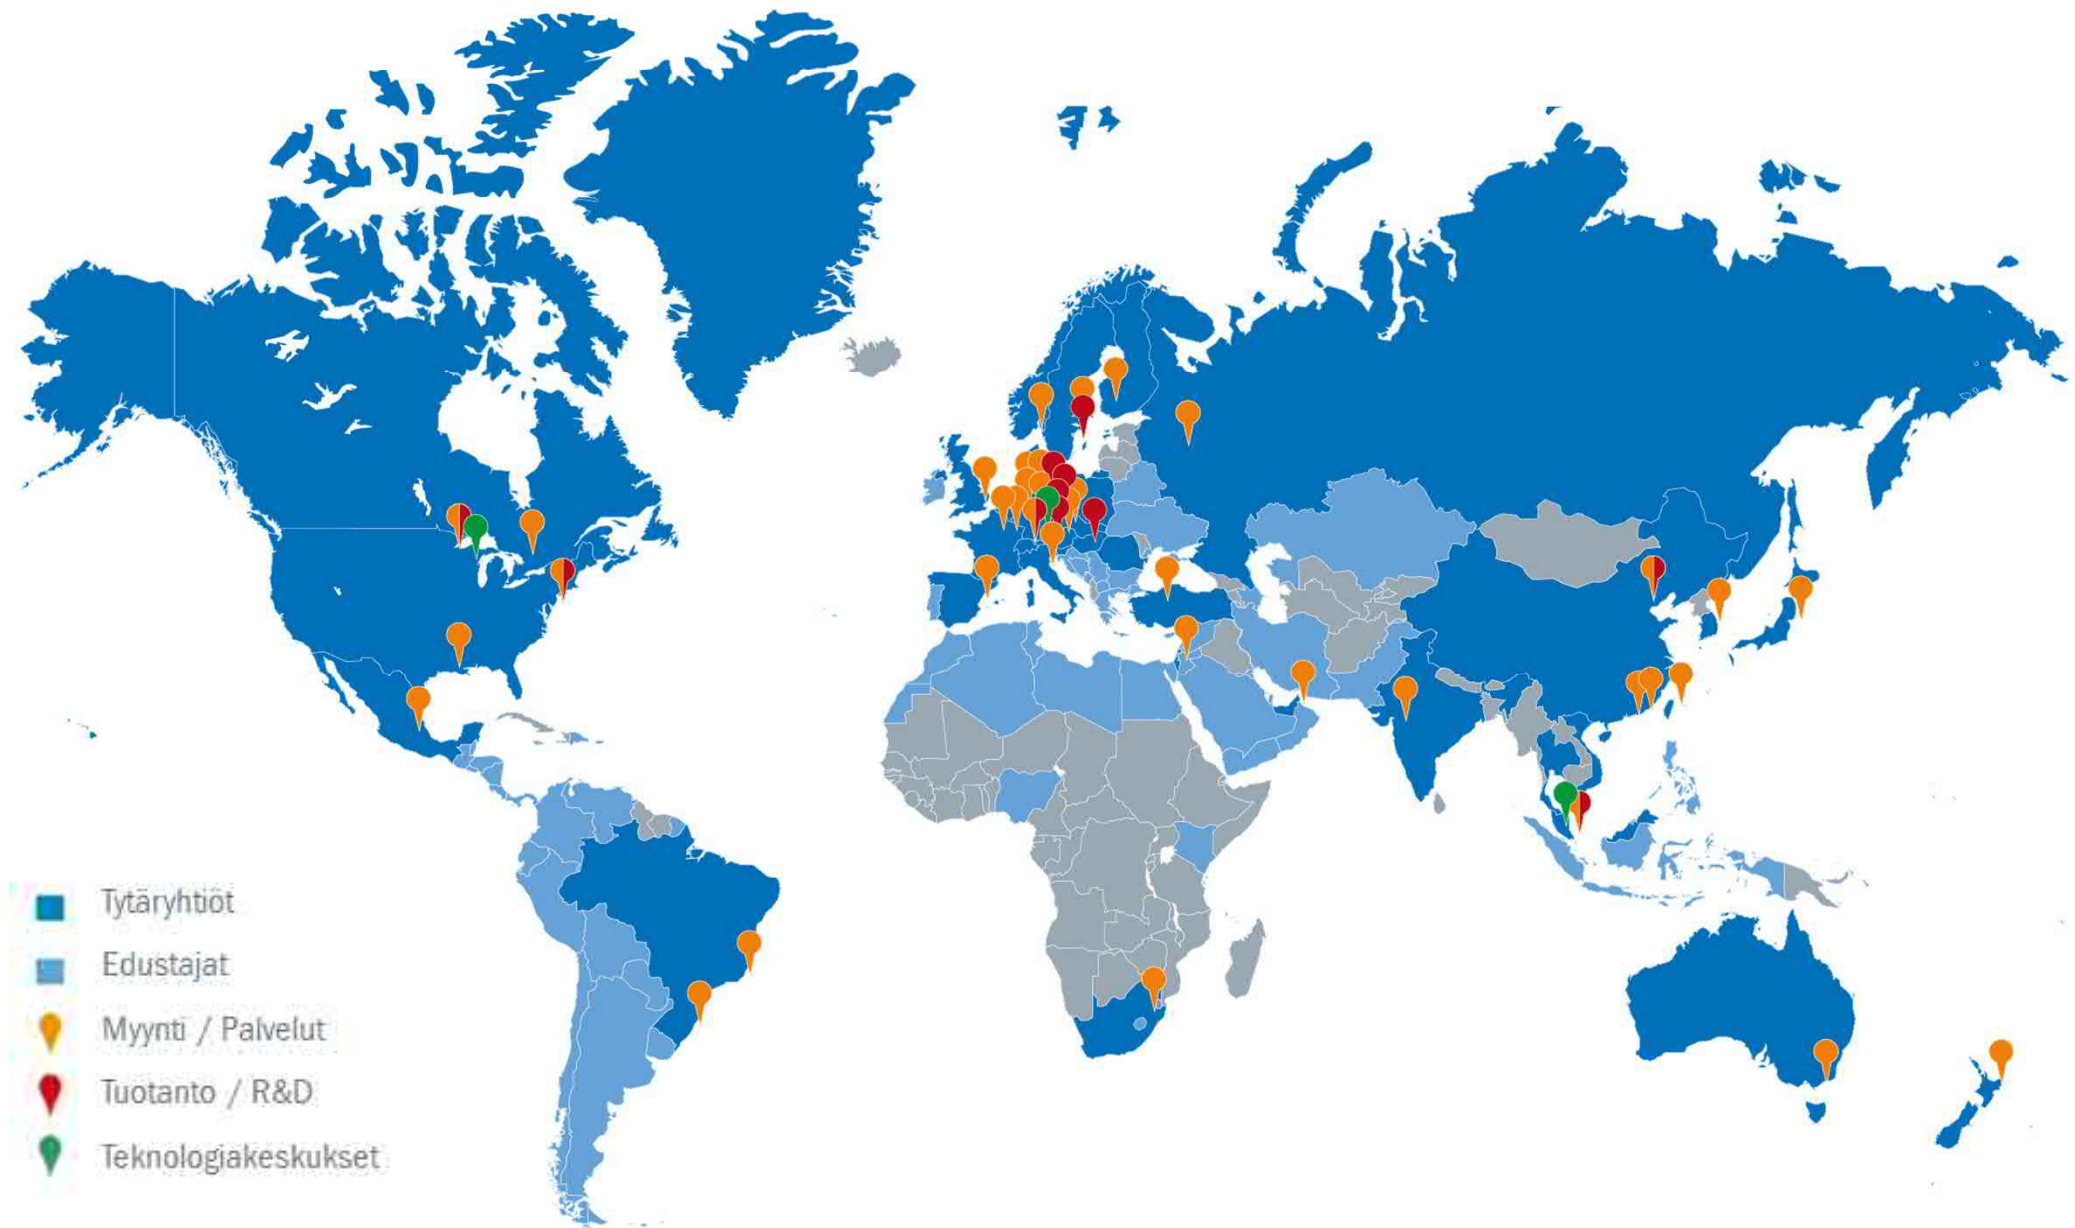 Tytäryhtiöt
Edustajat
Myynti / Palvelut
Tuotanto / R&D
Teknologiakeskukset